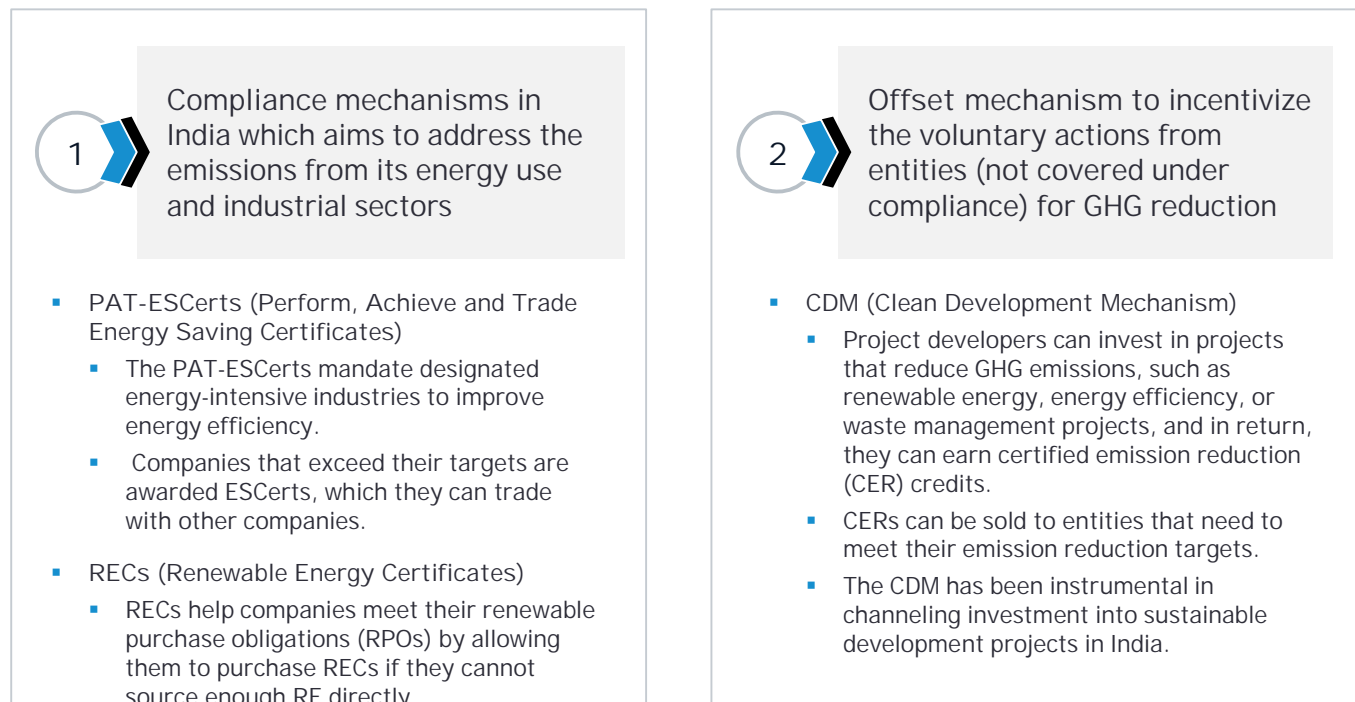 1
Compliance mechanisms in
India which aims to address the
emissions from its energy use
and industrial sectors
▪ PAT-ESCerts (Perform, Achieve and Trade
Energy Saving Certificates)
▪ The PAT-ESCerts mandate designated
energy-intensive industries to improve
energy efficiency.
▪ Companies that exceed their targets are
awarded ESCerts, which they can trade
with other companies.
▪ RECs (Renewable Energy Certificates)
▪ RECs help companies meet their renewable
purchase obligations (RPOs) by allowing
them to purchase RECs if they cannot
source enough RE directly
2
Offset mechanism to incentivize
the voluntary actions from
entities (not covered under
compliance) for GHG reduction
▪ CDM (Clean Development Mechanism)
▪ Project developers can invest in projects
that reduce GHG emissions, such as
renewable energy, energy efficiency, or
waste management projects, and in return,
they can earn certified emission reduction
(CER) credits.
▪ CERs can be sold to entities that need to
meet their emission reduction targets.
▪ The CDM has been instrumental in
channeling investment into sustainable
development projects in India.